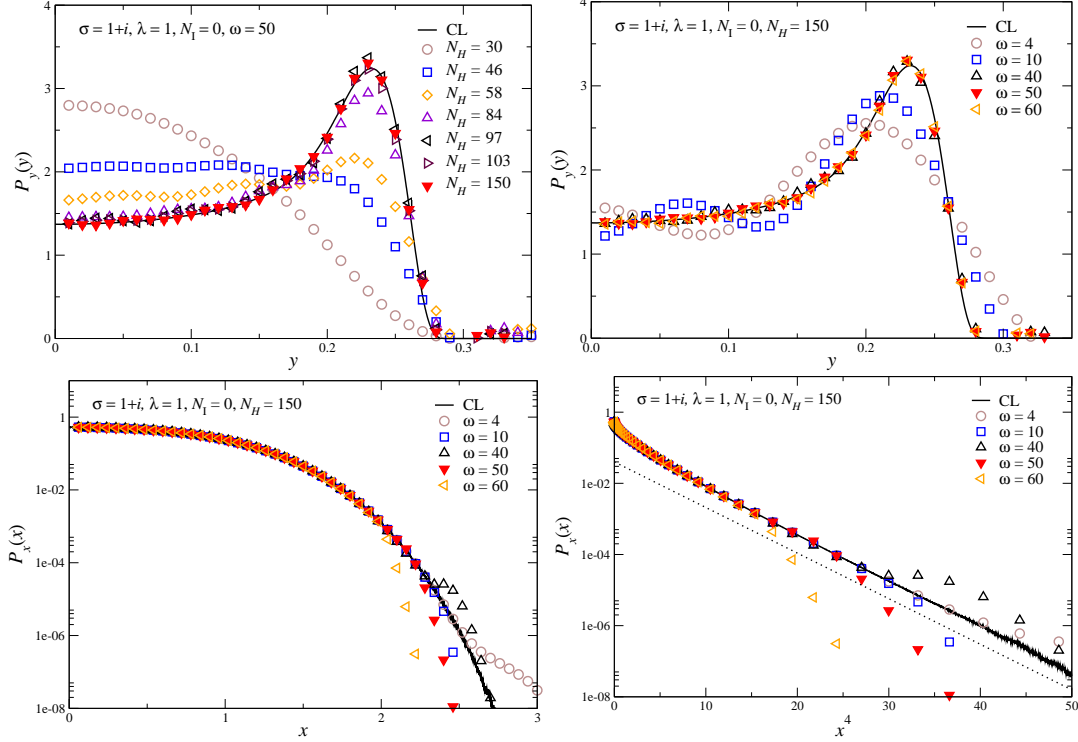 σ = 1+i, λ = 1, N_I = 0, ω = 50
CL
N_H = 30
N_H = 46
N_H = 58
N_H = 84
N_H = 97
N_H = 103
N_H = 150
P_y(y)
4
3
2
1
0
0
0.1
0.2
0.3
y
σ = 1+i, λ = 1, N_I = 0, N_H = 150
CL
ω = 4
ω = 10
ω = 40
ω = 50
ω = 60
P_y(y)
4
3
2
1
0
0.0
0.1
0.2
0.3
y
σ = 1+i, λ = 1, N_I = 0, N_H = 150
CL
ω = 4
ω = 10
ω = 40
ω = 50
ω = 60
P_x(x)
1
1e-02
1e-04
1e-06
1e-08
0
1
2
3
x
σ = 1+i, λ = 1, N_I = 0, N_H = 150
CL
ω = 4
ω = 10
ω = 40
ω = 50
ω = 60
P_x(x)
1
1e-02
1e-04
1e-06
1e-08
0
10
20
30
40
50
x^4